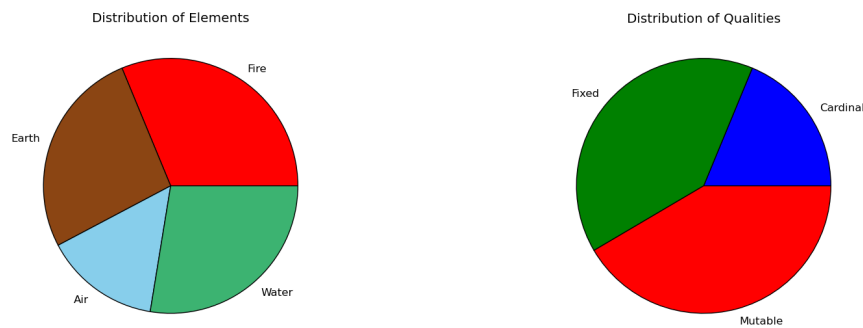 Distribution of Elements
Fire
Earth
Air
Water
Distribution of Qualities
Cardinal
Fixed
Mutable